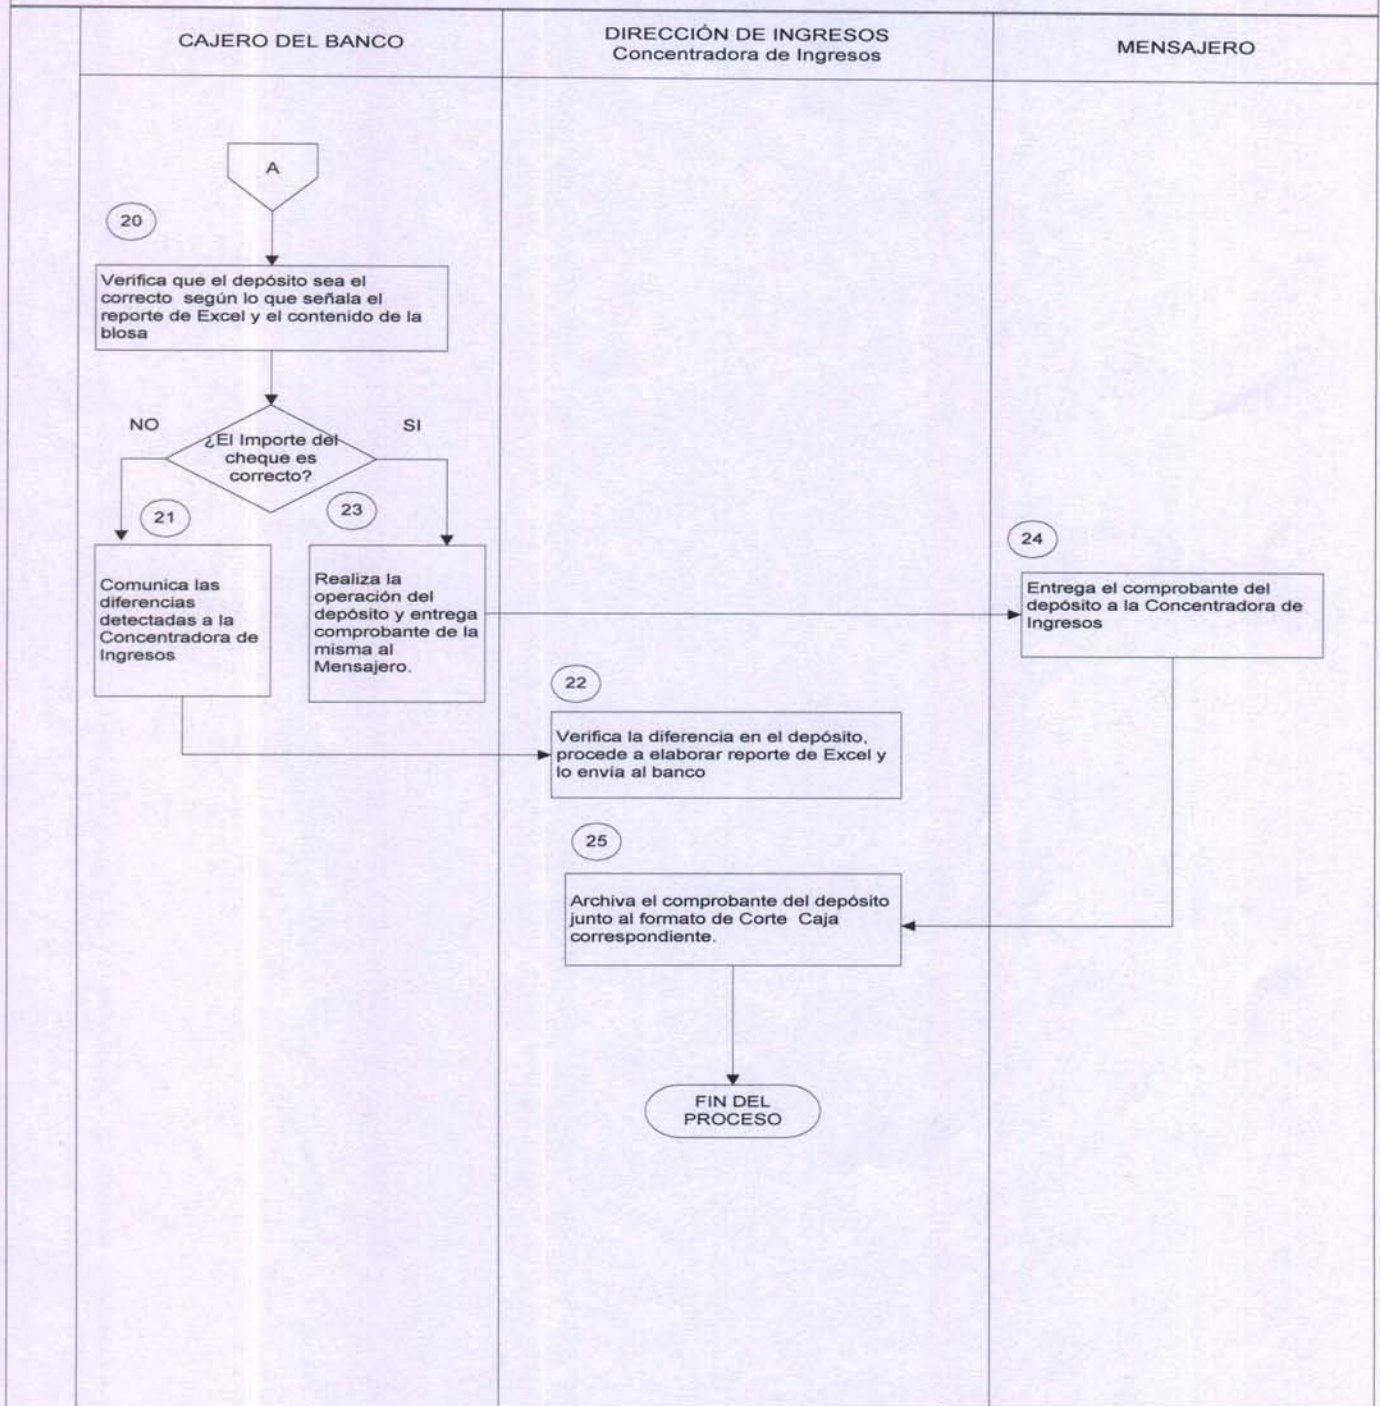 CAJERO DEL BANCO
DIRECCIÓN DE INGRESOS
Concentradora de Ingresos
MENSAJERO
A
20
Verifica que el depósito sea el
correcto según lo que señala el
reporte de Excel y el contenido de la
blosa
NO
SI
¿El Importe del
cheque es
correcto?
21
23
Comunica las
diferencias
detectadas a la
Concentradora de
Ingresos
Realiza la
operación del
depósito y entrega
comprobante de la
misma al
Mensajero.
24
Entrega el comprobante del
depósito a la Concentradora de
Ingresos
22
Verifica la diferencia en el depósito,
procede a elaborar reporte de Excel y
lo envía al banco
25
Archiva el comprobante del depósito
junto al formato de Corte Caja
correspondiente.
FIN DEL
PROCESO